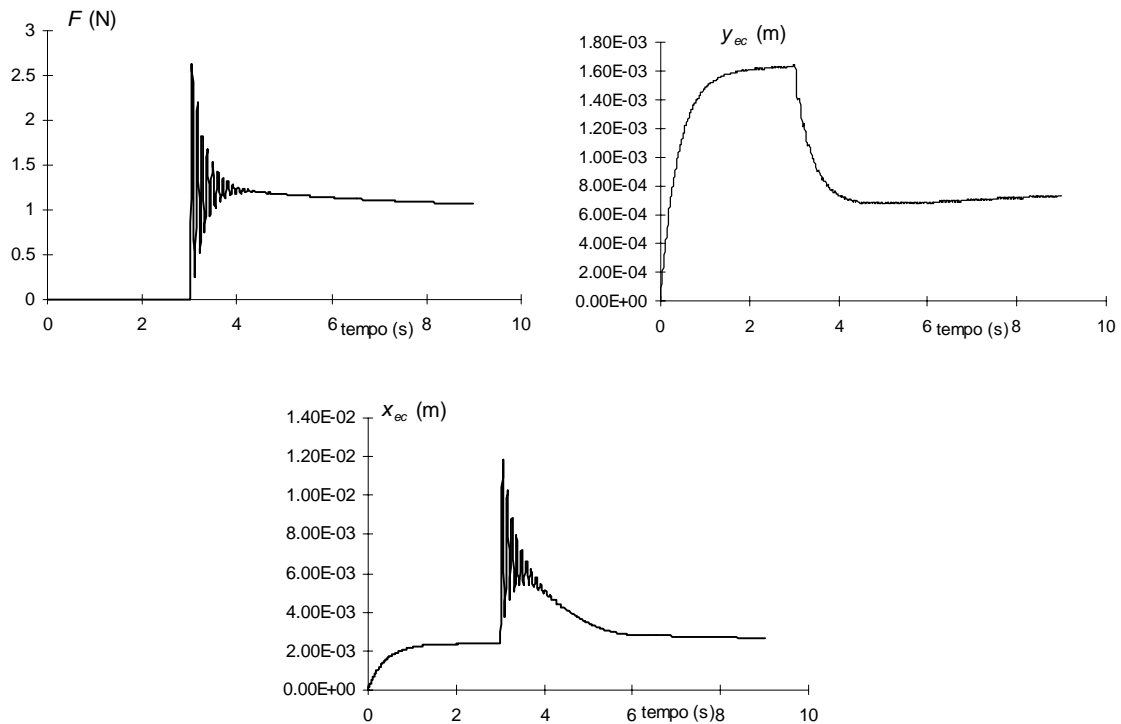 F (N)
3
2.5
2
1.5
1
0.5
0
0 2 4 6 8 10
tempo (s)
y_ec (m)
1.80E-03
1.60E-03
1.40E-03
1.20E-03
1.00E-03
8.00E-04
6.00E-04
4.00E-04
2.00E-04
0.00E+00
0 2 4 6 8 10
tempo (s)
x_ec (m)
1.40E-02
1.20E-02
1.00E-02
8.00E-03
6.00E-03
4.00E-03
2.00E-03
0.00E+00
0 2 4 6 8 10
tempo (s)